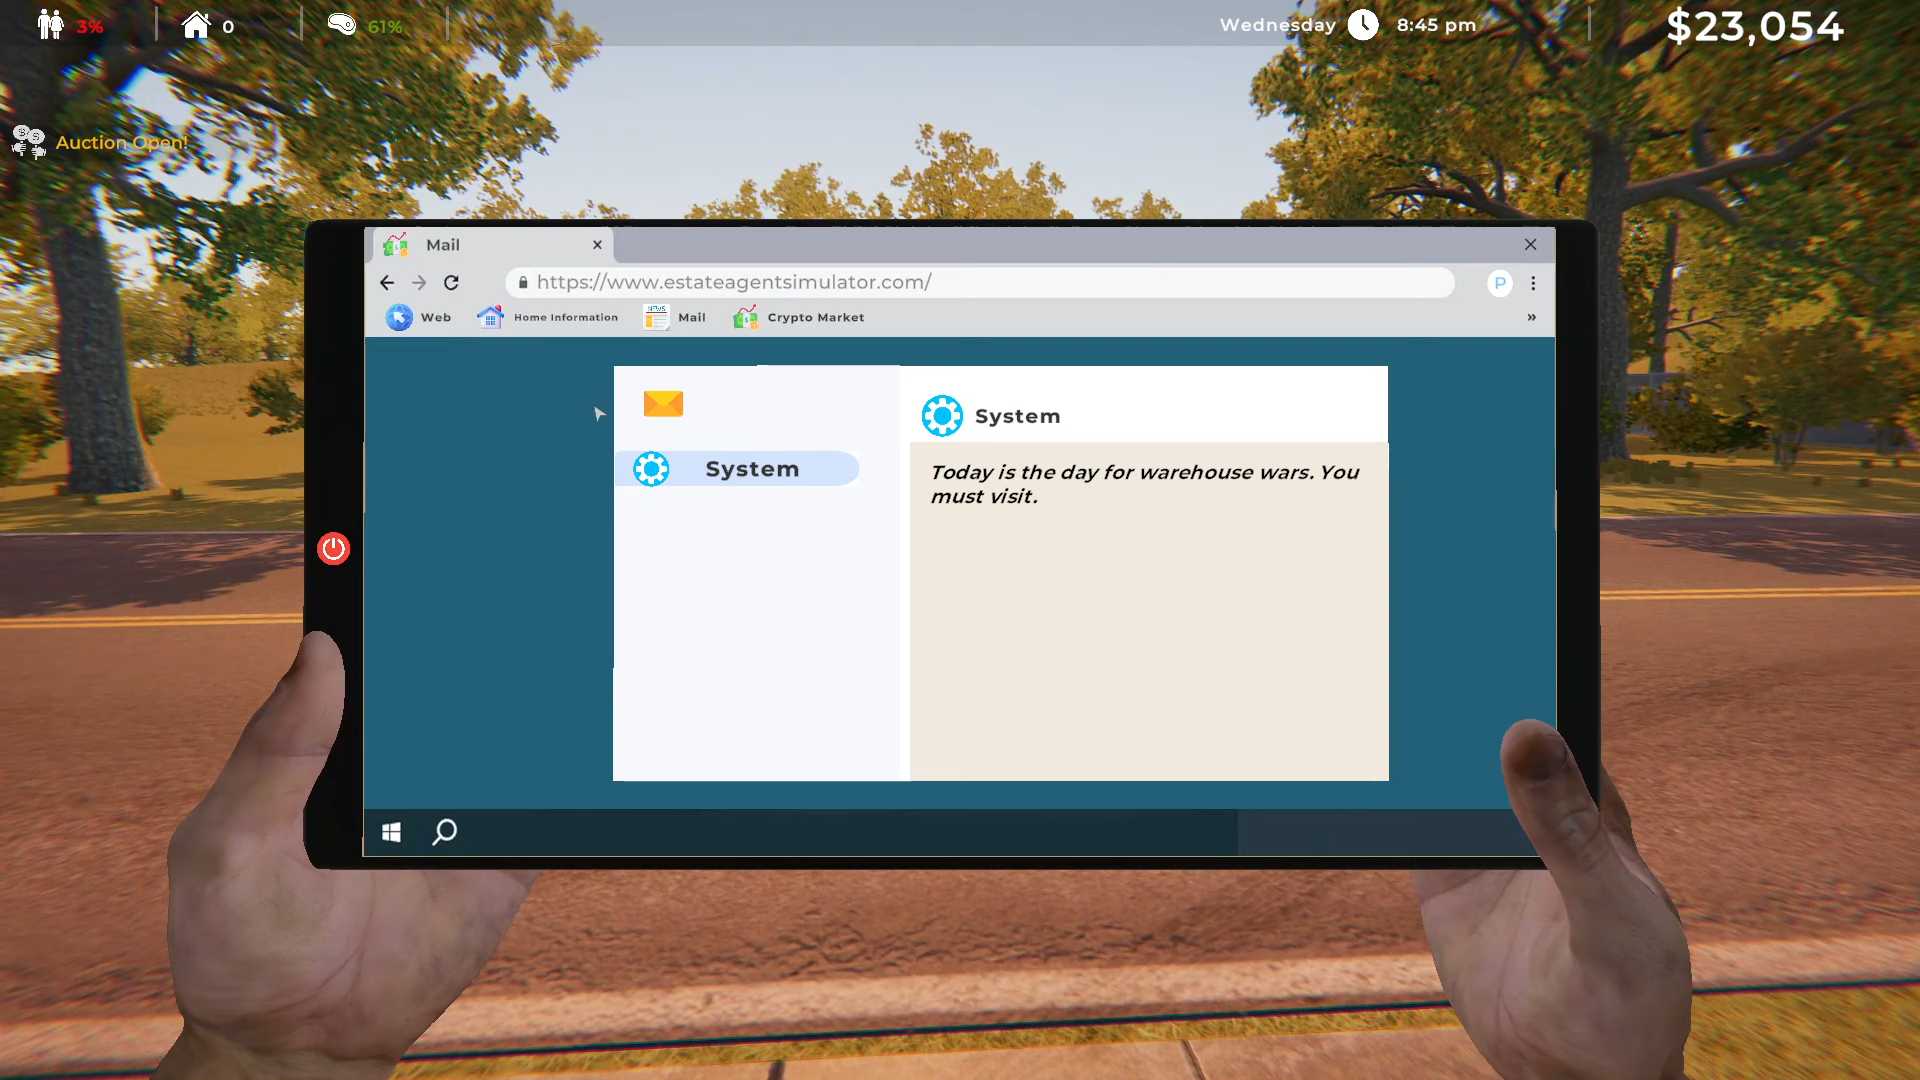 3%
0
61%
Wednesday
8:45 pm
$23,054
Auction Open!
Mail
https://www.estateagentsimulator.com/
P
Web
Home Information
NEWS
Mail
Crypto Market
System
System
Today is the day for warehouse wars. You
must visit.